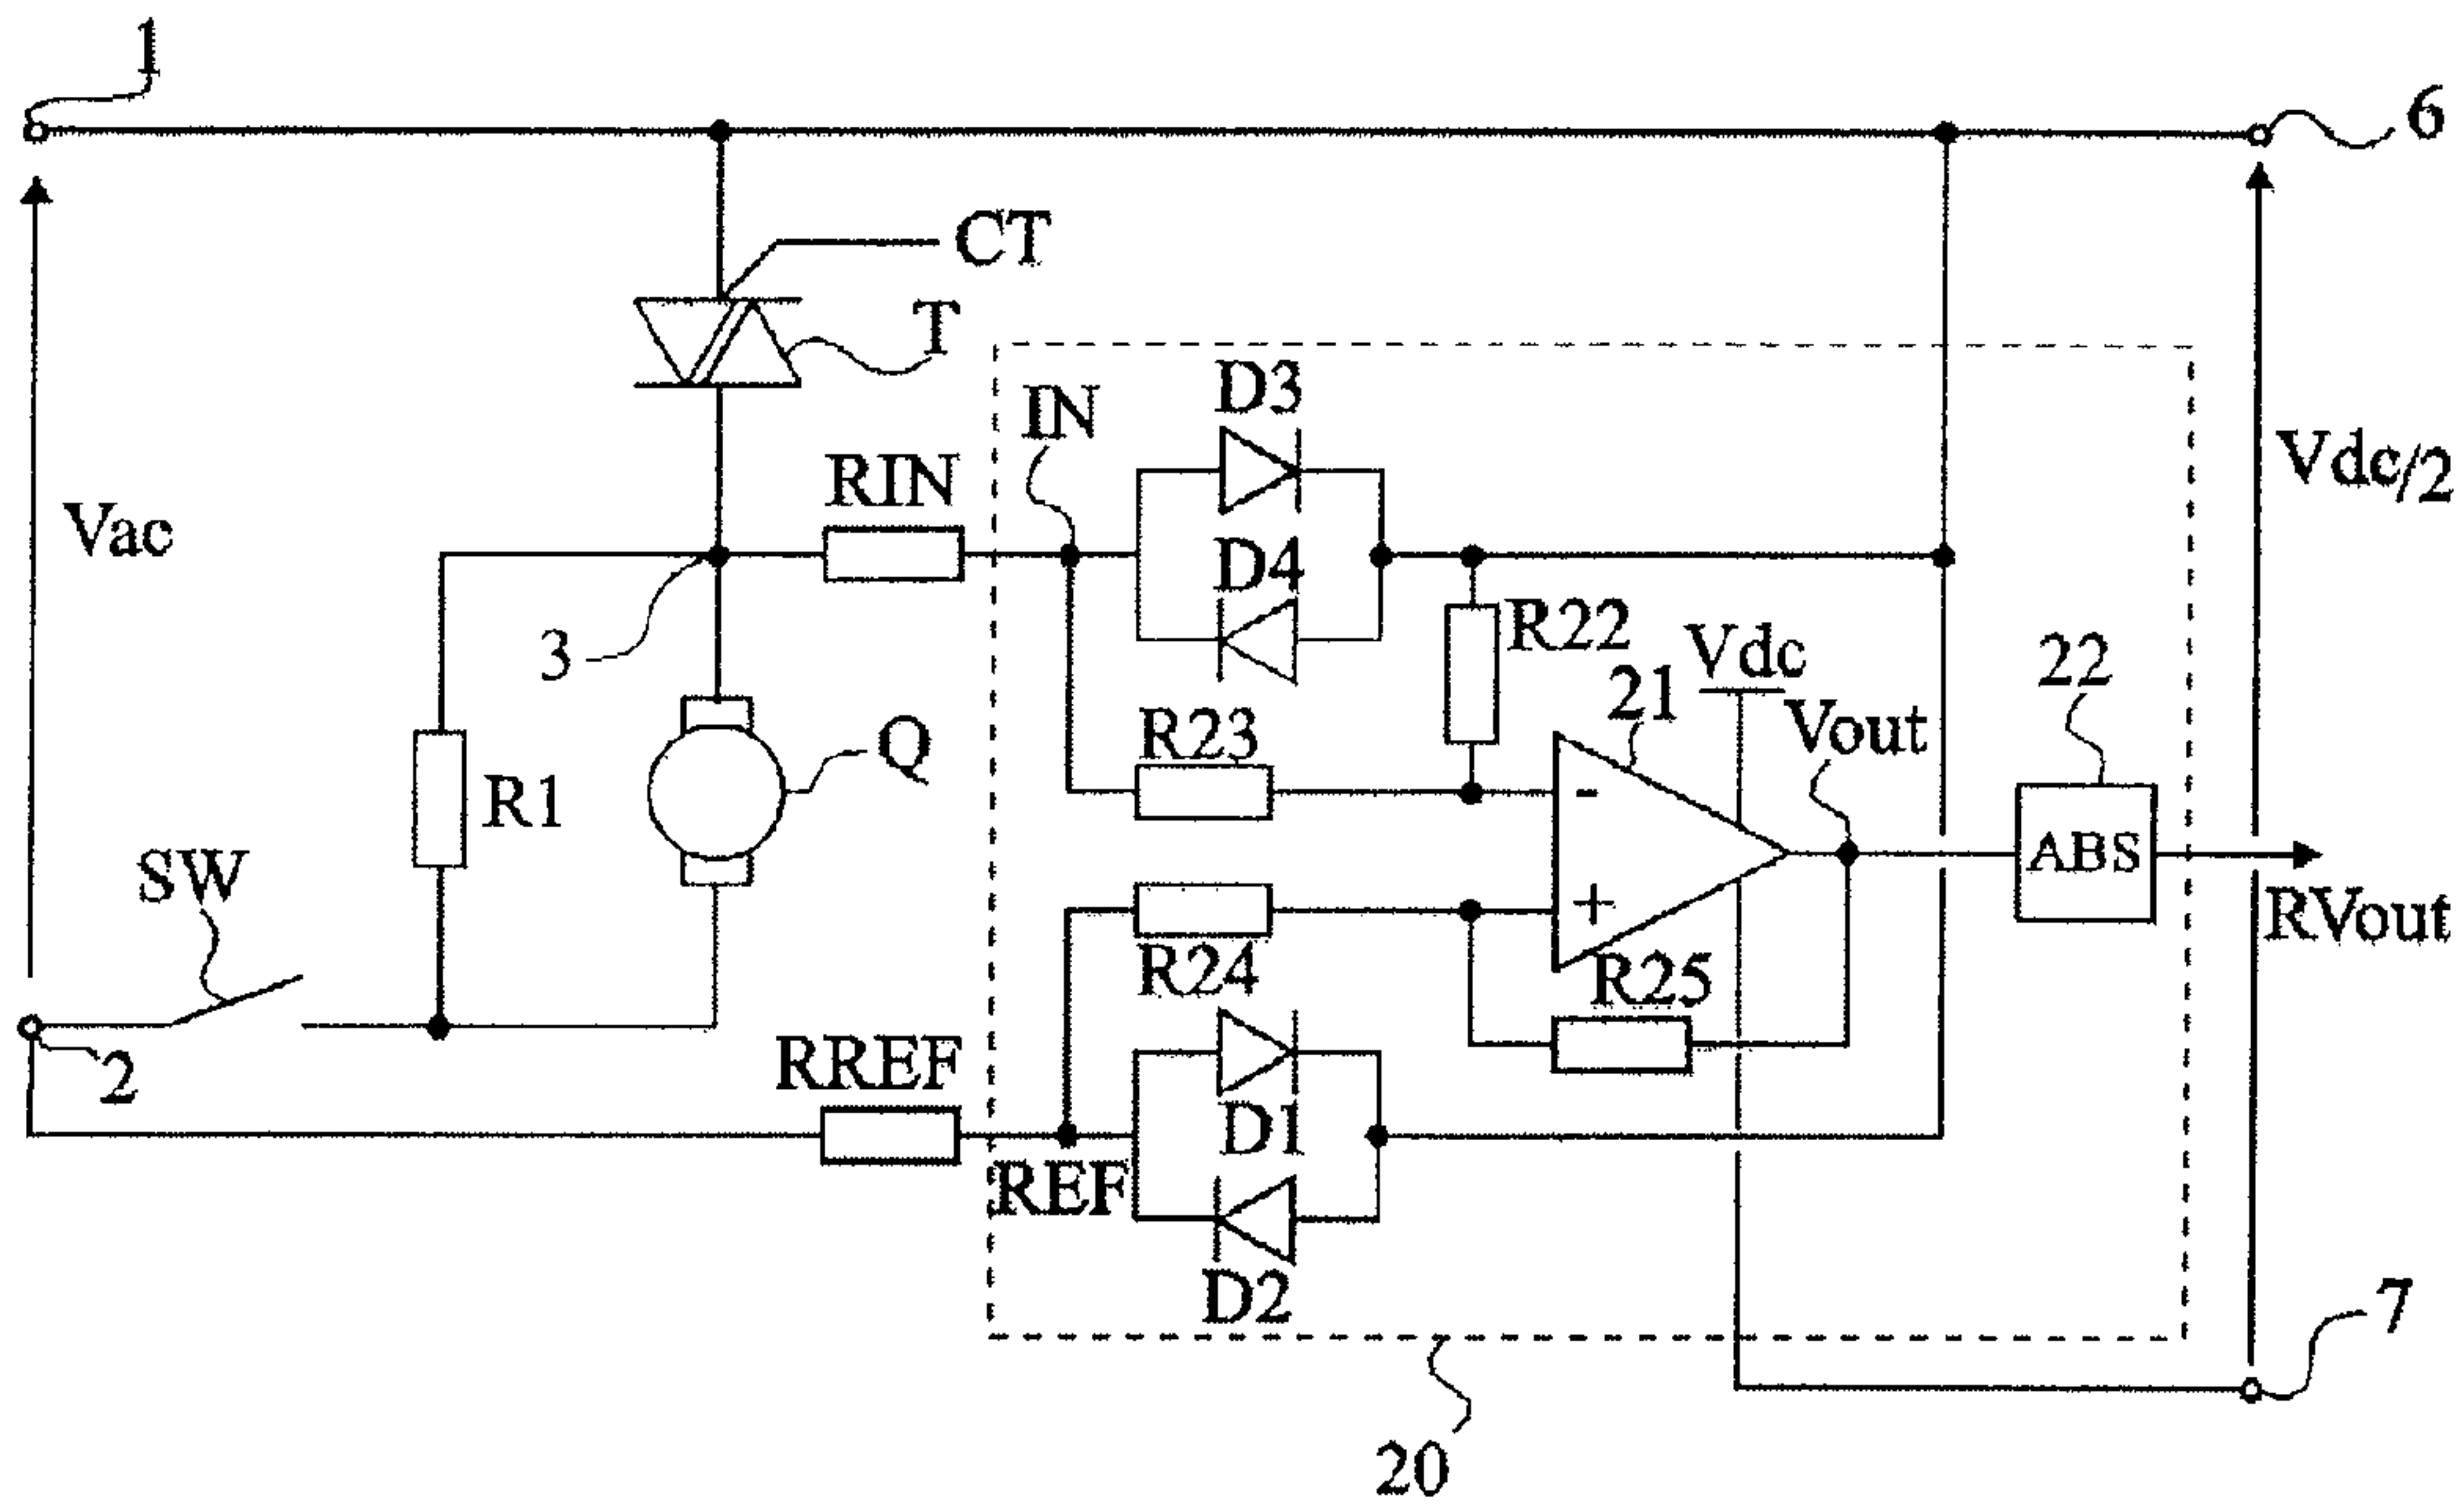 1
6
CT
T
IN
D3
Vac
RIN
Vdc/2
D4
3
R22
Vdc
22
21
Vout
R23
Q
R1
-
ABS
SW
+
RVout
R24
R25
2
RREF
D1
REF
D2
7
20